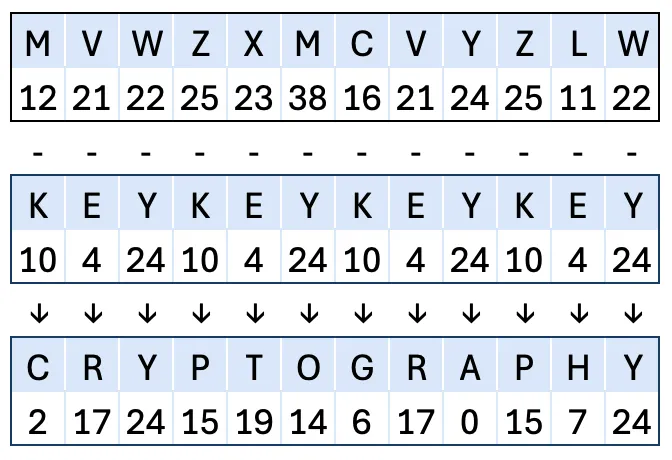 M V W Z X M C V Y Z L W
12 21 22 25 23 38 16 21 24 25 11 22
- - - - - - - - - - - -
K E Y K E Y K E Y K E Y
10 4 24 10 4 24 10 4 24 10 4 24
↓ ↓ ↓ ↓ ↓ ↓ ↓ ↓ ↓ ↓ ↓ ↓
C R Y P T O G R A P H Y
2 17 24 15 19 14 6 17 0 15 7 24